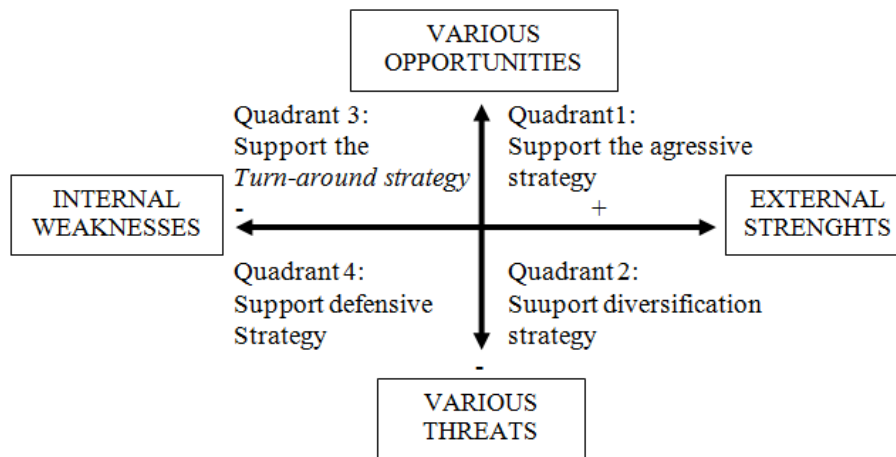 VARIOUS
OPPORTUNITIES
Quadrant 3:
Support the
Turn-around strategy
Quadrant1:
Support the agressive
strategy
INTERNAL
WEAKNESSES
-
+
EXTERNAL
STRENGHTS
Quadrant 4:
Support defensive
Strategy
Quadrant 2:
Suuport diversification
strategy
-
VARIOUS
THREATS